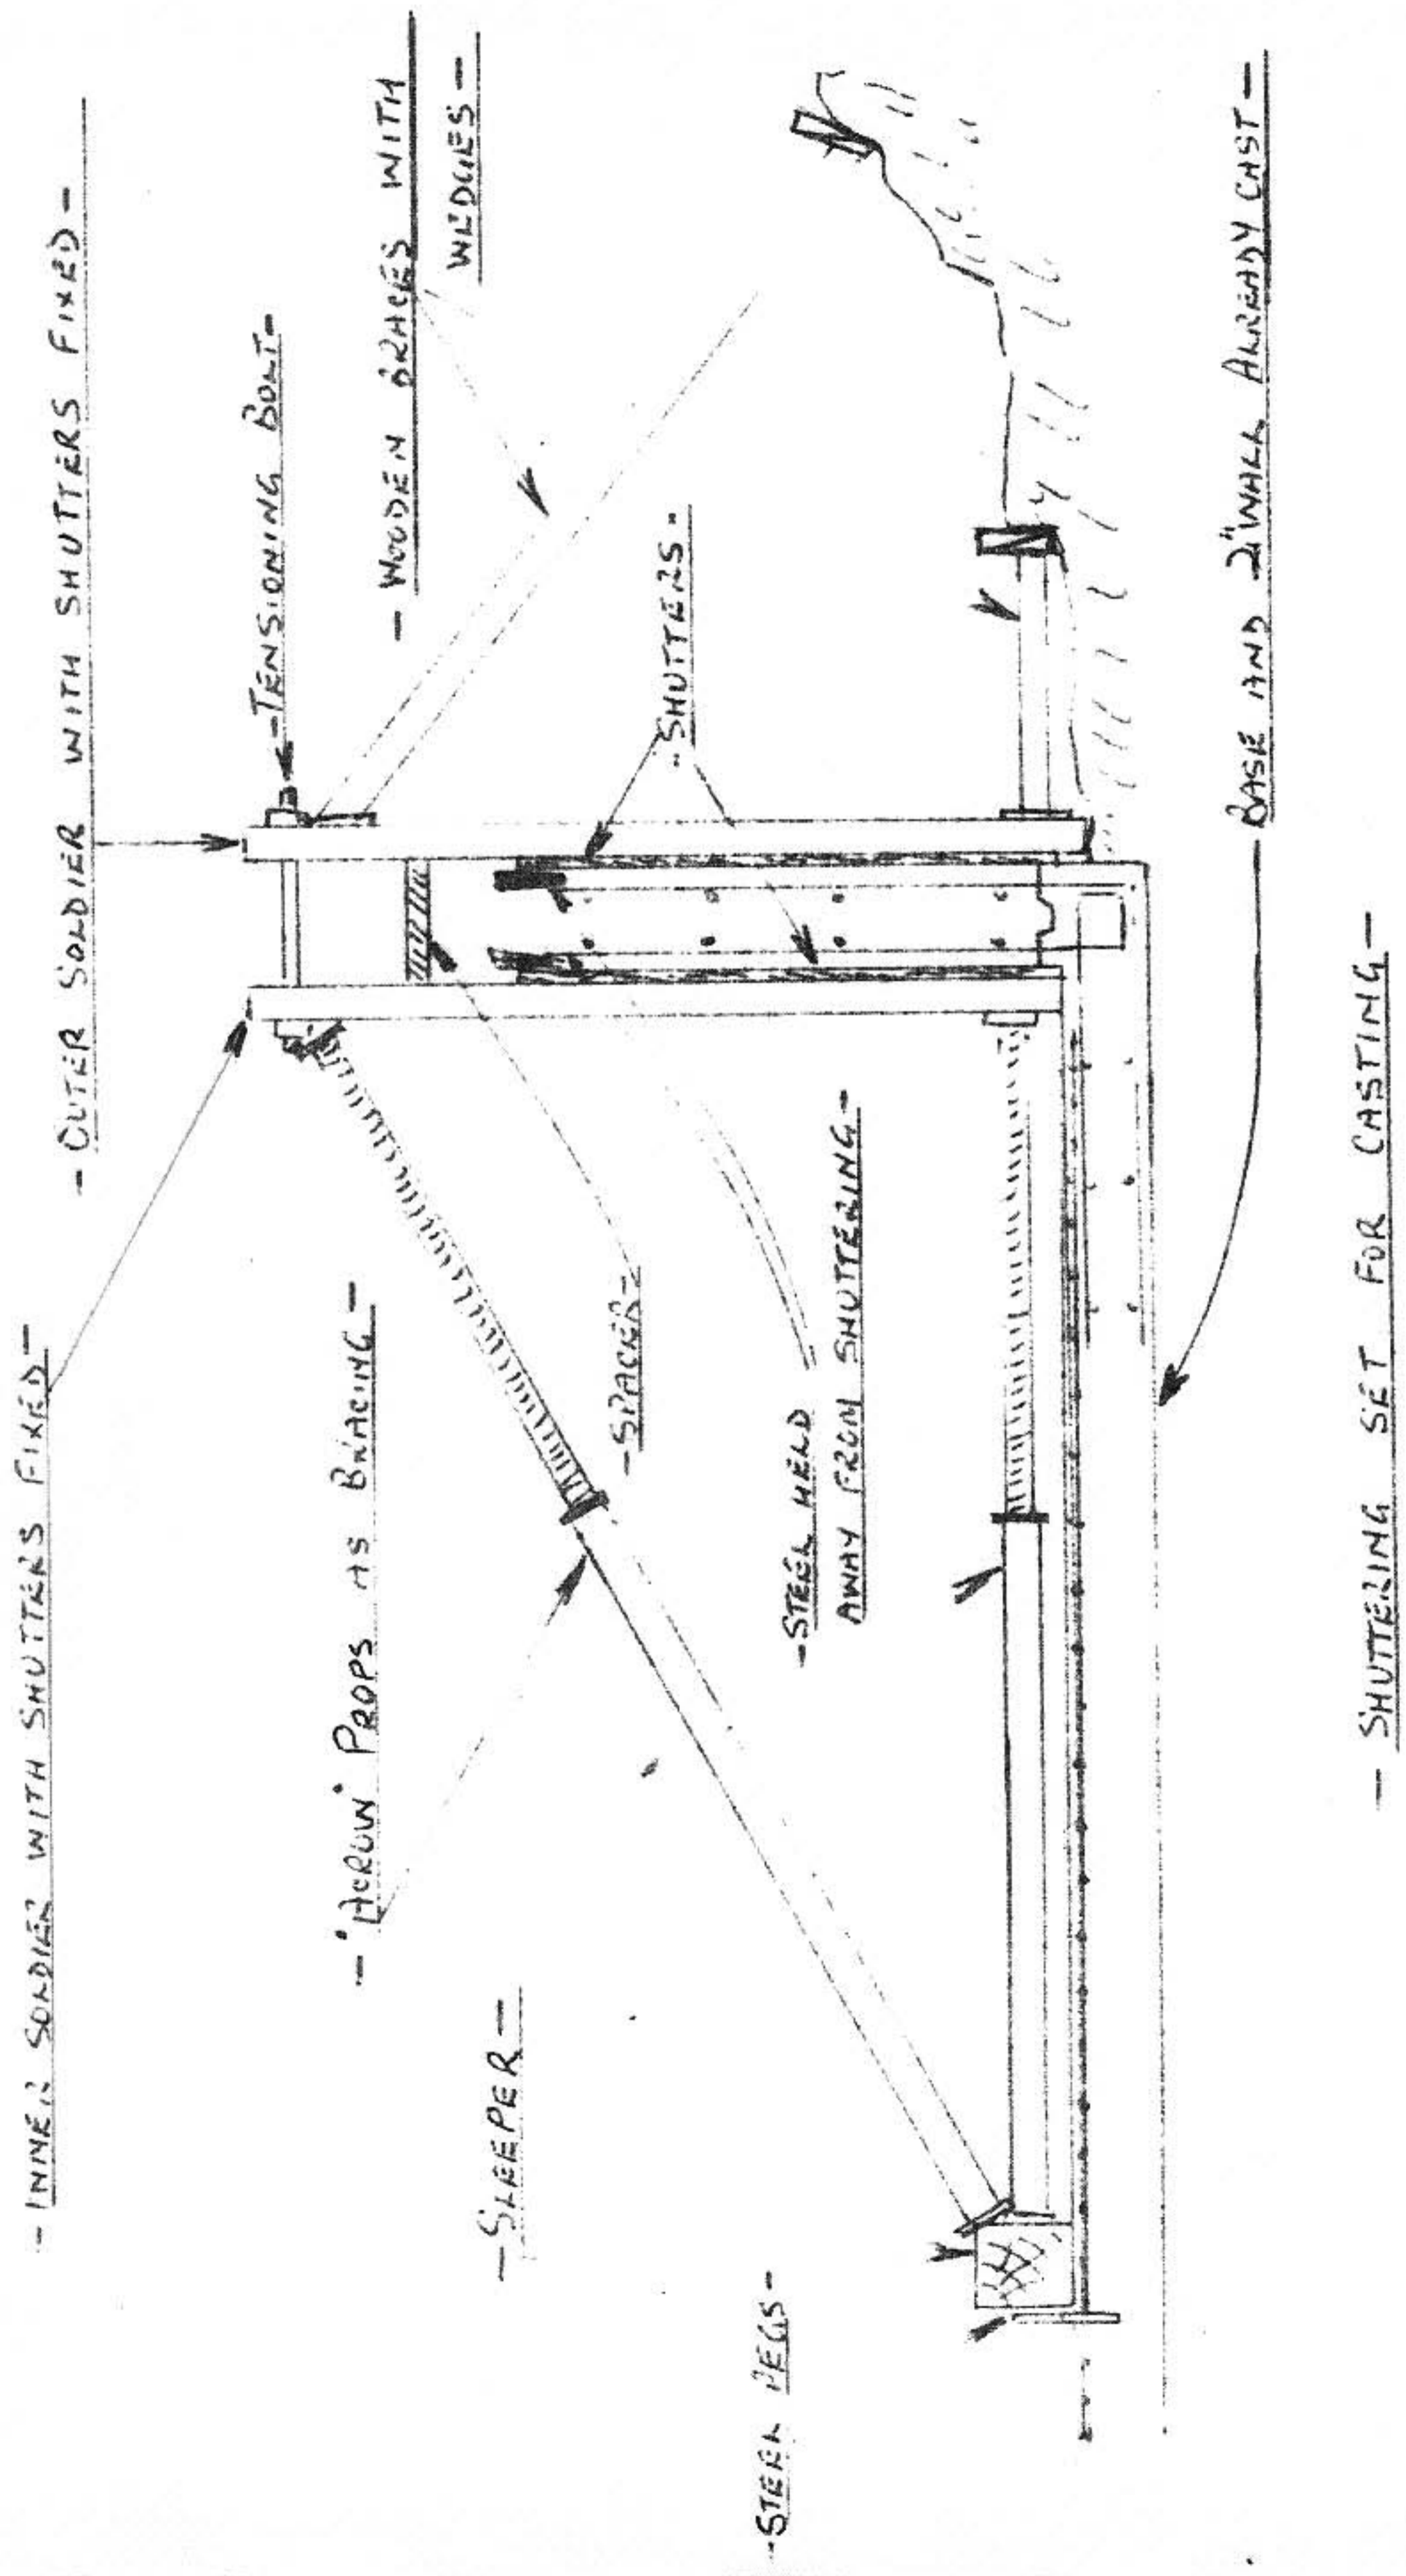 - INNER SOLDIER WITH SHUTTERS FIXED -
- OUTER SOLDIER WITH SHUTTERS FIXED -
- TENSIONING BOLT -
- 'ACROW' PROPS AS BRACING -
- WOODEN BRACES WITH
WEDGES -
- SLEEPER -
- SPACER -
- SHUTTERS -
- STEEL PEGS -
- STEEL HELD
AWAY FROM SHUTTERING -
BASE AND 2" WALL ALREADY CAST -
- SHUTTERING SET FOR CASTING -